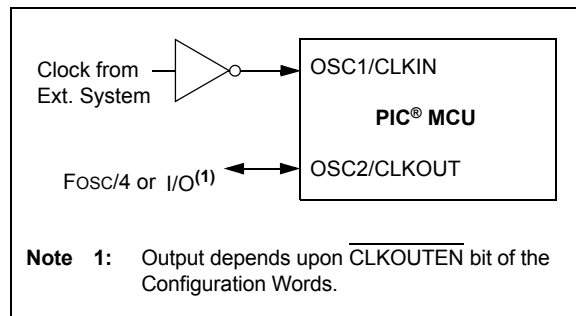 Clock from
Ext. System
OSC1/CLKIN
PIC® MCU
FOSC/4 or I/O(1)
OSC2/CLKOUT
Note 1: Output depends upon CLKOUTEN bit of the
Configuration Words.